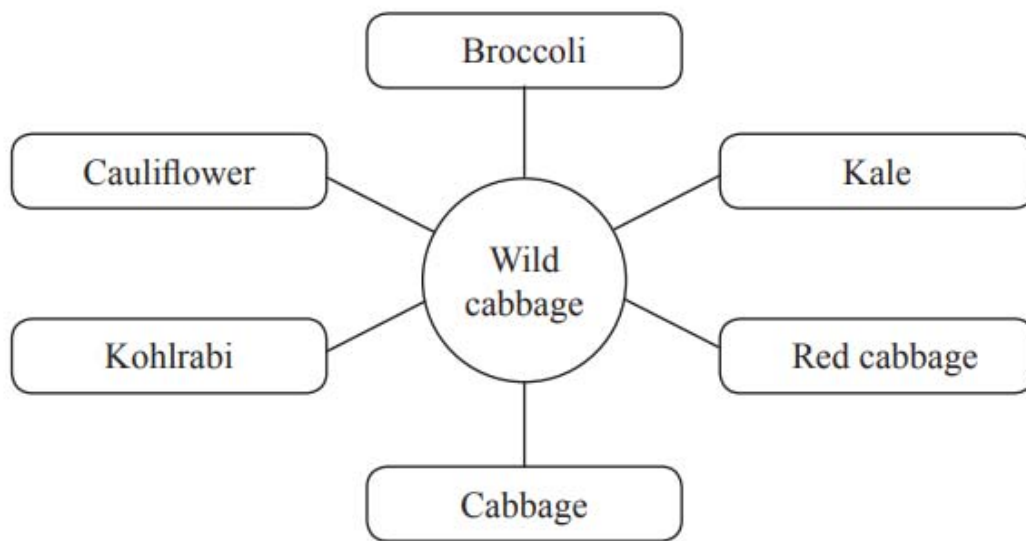 Broccoli
Cauliflower
Kale
Wild
cabbage
Kohlrabi
Red cabbage
Cabbage